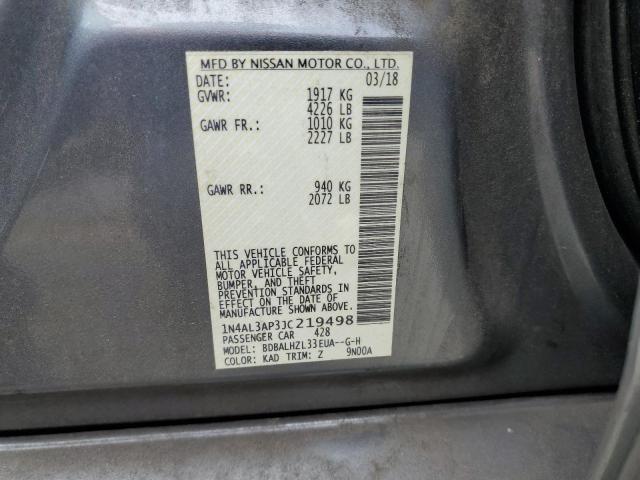 MFD BY NISSAN MOTOR CO., LTD.
DATE: 03/18
GVWR: 1917 KG
4226 LB
GAWR FR.: 1010 KG
2227 LB
GAWR RR.: 940 KG
2072 LB
THIS VEHICLE CONFORMS TO
ALL APPLICABLE FEDERAL
MOTOR VEHICLE SAFETY,
BUMPER, AND THEFT
PREVENTION STANDARDS IN
EFFECT ON THE DATE OF
MANUFACTURE SHOWN ABOVE.
1N4AL3AP3JC219498
PASSENGER CAR 428
MODEL: BDBALHZL33EUA--G-H
COLOR: KAD TRIM: Z 9N00A